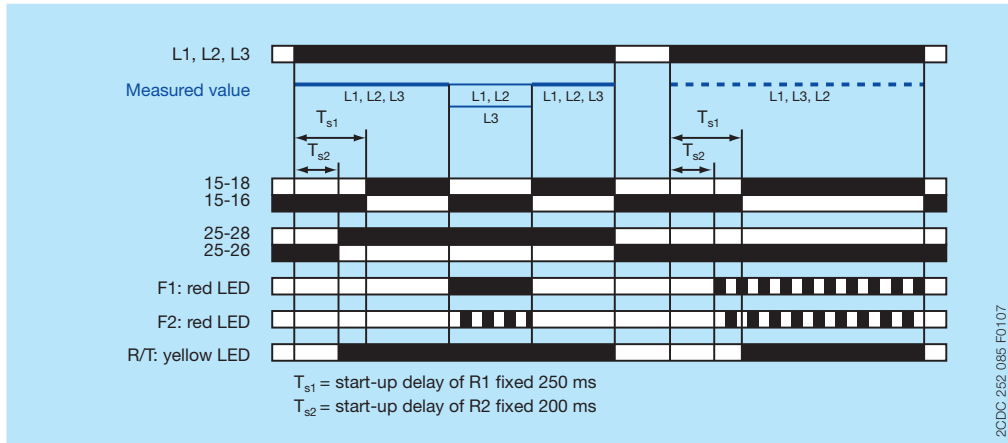 L1, L2, L3
Measured value
L1, L2, L3
L1, L2
L1, L2, L3
L1, L3, L2
L3
Ts1
Ts1
Ts2
Ts2
15-18
15-16
25-28
25-26
F1: red LED
F2: red LED
R/T: yellow LED
Ts1 = start-up delay of R1 fixed 250 ms
Ts2 = start-up delay of R2 fixed 200 ms
2CDC 252 085 F0107